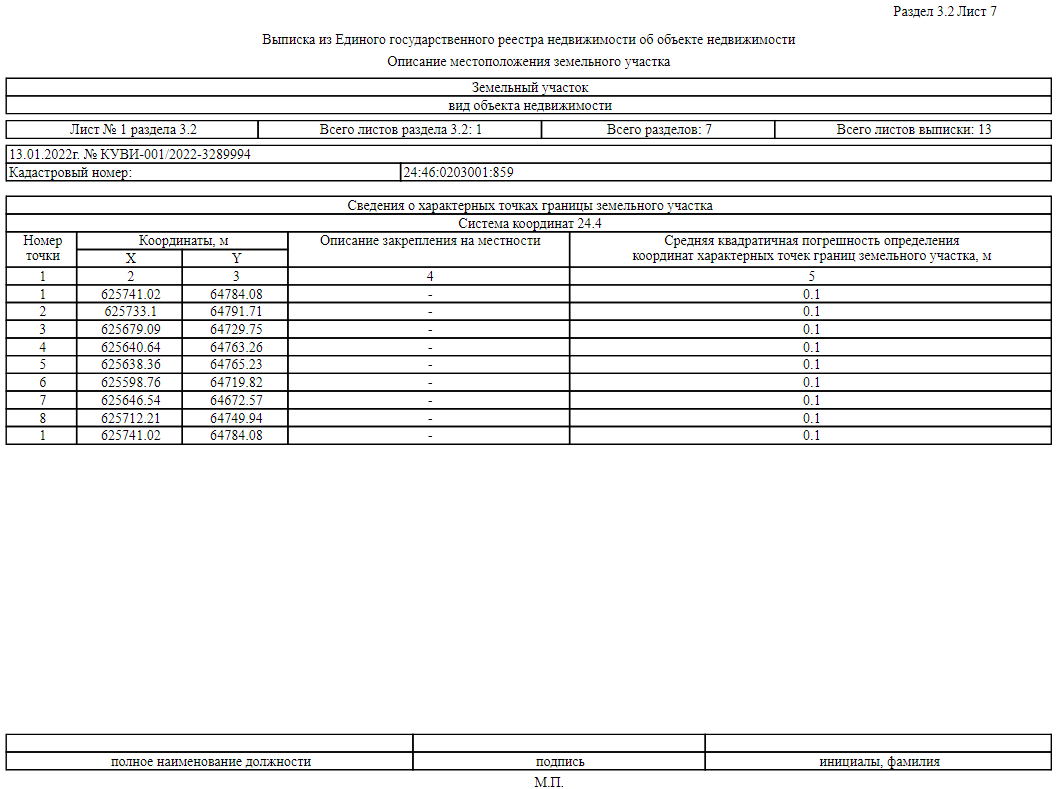 Раздел 3.2 Лист 7
Выписка из Единого государственного реестра недвижимости об объекте недвижимости
Описание местоположения земельного участка
Земельный участок
вид объекта недвижимости
Лист № 1 раздела 3.2 Всего листов раздела 3.2: 1 Всего разделов: 7 Всего листов выписки: 13
13.01.2022г. № КУВИ-001/2022-3289994
Кадастровый номер: 24:46:0203001:859
Сведения о характерных точках границы земельного участка
Система координат 24.4
Номер точки Координаты, м Описание закрепления на местности Средняя квадратичная погрешность определения
координат характерных точек границ земельного участка, м
X Y
1 2 3 4 5
1 625741.02 64784.08 - 0.1
2 625733.1 64791.71 - 0.1
3 625679.09 64729.75 - 0.1
4 625640.64 64763.26 - 0.1
5 625638.36 64765.23 - 0.1
6 625598.76 64719.82 - 0.1
7 625646.54 64672.57 - 0.1
8 625712.21 64749.94 - 0.1
1 625741.02 64784.08 - 0.1
полное наименование должности подпись инициалы, фамилия
М.П.